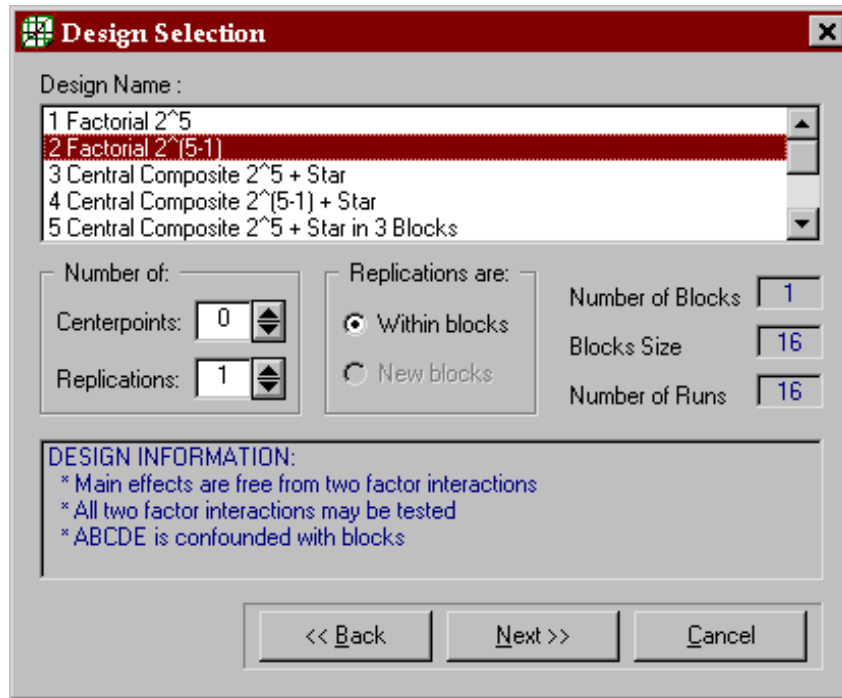 Design Selection
Design Name :
1 Factorial 2^5
2 Factorial 2^(5-1)
3 Central Composite 2^5 + Star
4 Central Composite 2^(5-1) + Star
5 Central Composite 2^5 + Star in 3 Blocks
Number of:
Centerpoints: 0
Replications: 1
Replications are:
Within blocks
New blocks
Number of Blocks 1
Blocks Size 16
Number of Runs 16
DESIGN INFORMATION:
* Main effects are free from two factor interactions
* All two factor interactions may be tested
* ABCDE is confounded with blocks
<< Back
Next >>
Cancel